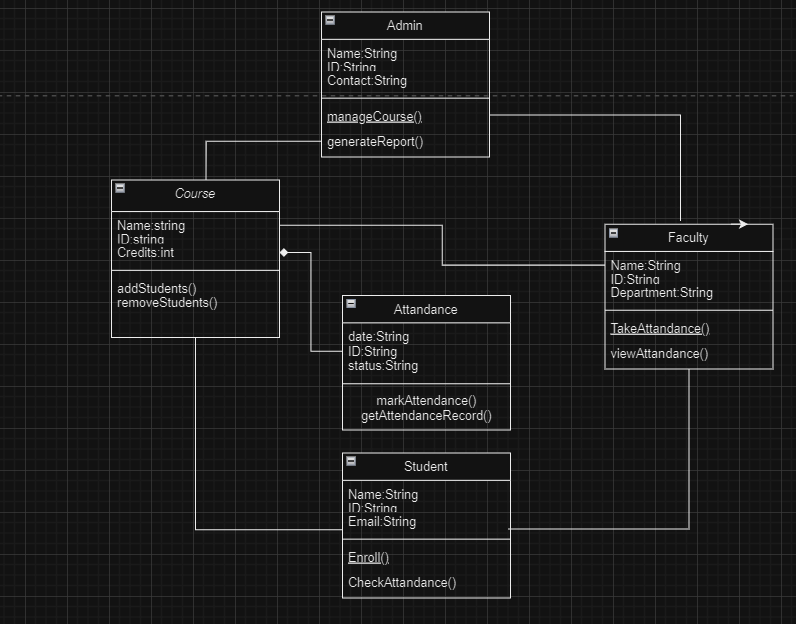 Admin
Name:String
ID:String
Contact:String
manageCourse()
generateReport()
Course
Name:string
ID:string
Credits:int
addStudents()
removeStudents()
Faculty
Name:String
ID:String
Department:String
TakeAttandance()
viewAttandance()
Attandance
date:String
ID:String
status:String
markAttendance()
getAttendanceRecord()
Student
Name:String
ID:String
Email:String
Enroll()
CheckAttandance()